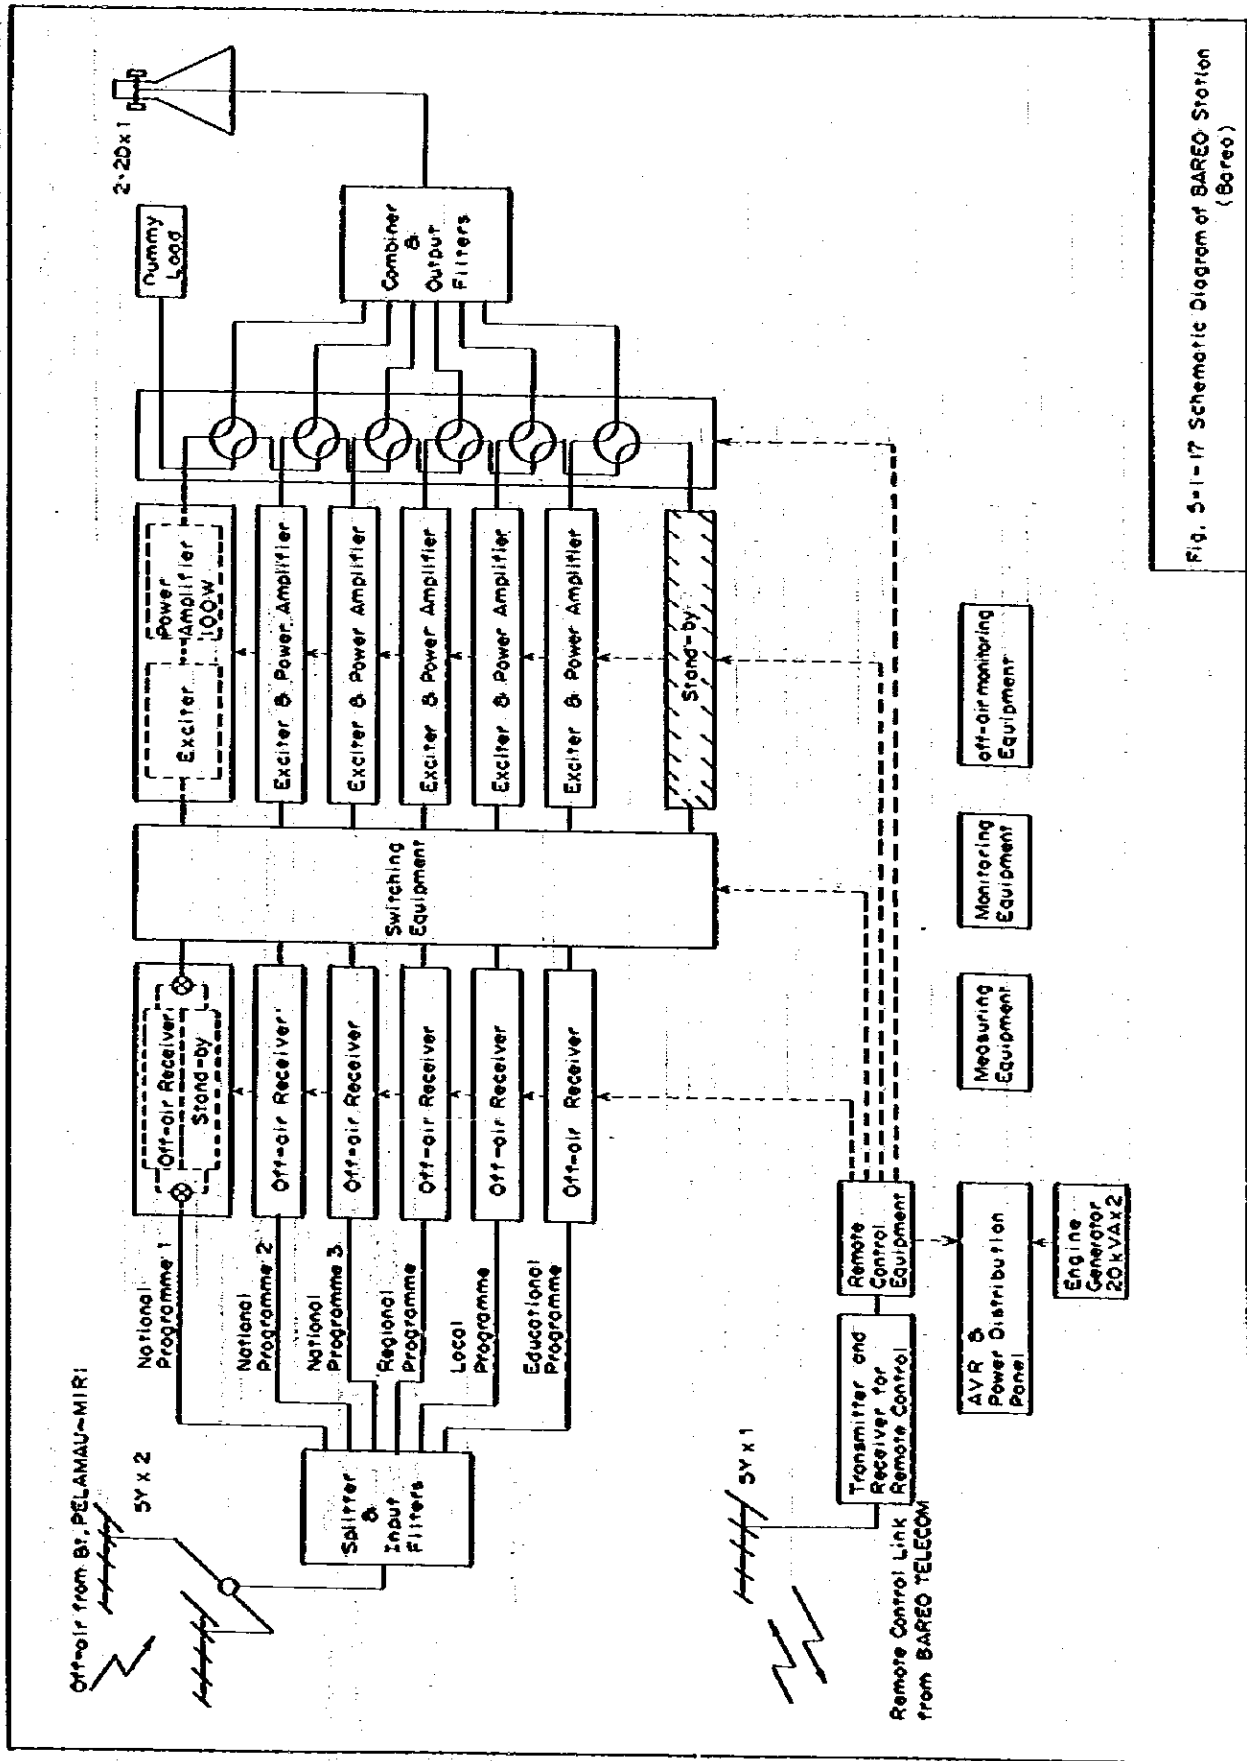 Off-air from BT. PELAMAU-MIRI
5Y x 2
2-2D x 1
Splitter
&
Input
Filters
National
Programme 1
National
Programme 2
National
Programme 3
Regional
Programme
Local
Programme
Educational
Programme
Off-air Receiver
Stand-by
Off-air Receiver
Off-air Receiver
Off-air Receiver
Off-air Receiver
Off-air Receiver
Switching
Equipment
Exciter
Power
Amplifier
100W
Exciter & Power Amplifier
Exciter & Power Amplifier
Exciter & Power Amplifier
Exciter & Power Amplifier
Exciter & Power Amplifier
Stand-by
Dummy
Load
Combiner
&
Output
Filters
5Y x 1
Remote Control Link
from BAREO TELECOM
Transmitter and
Receiver for
Remote Control
Remote
Control
Equipment
AVR &
Power Distribution
Panel
Engine
Generator
20kVA x 2
Measuring
Equipment
Monitoring
Equipment
off-air monitoring
Equipment
Fig. 5-1-17 Schematic Diagram of BAREO Station
(Bareo)